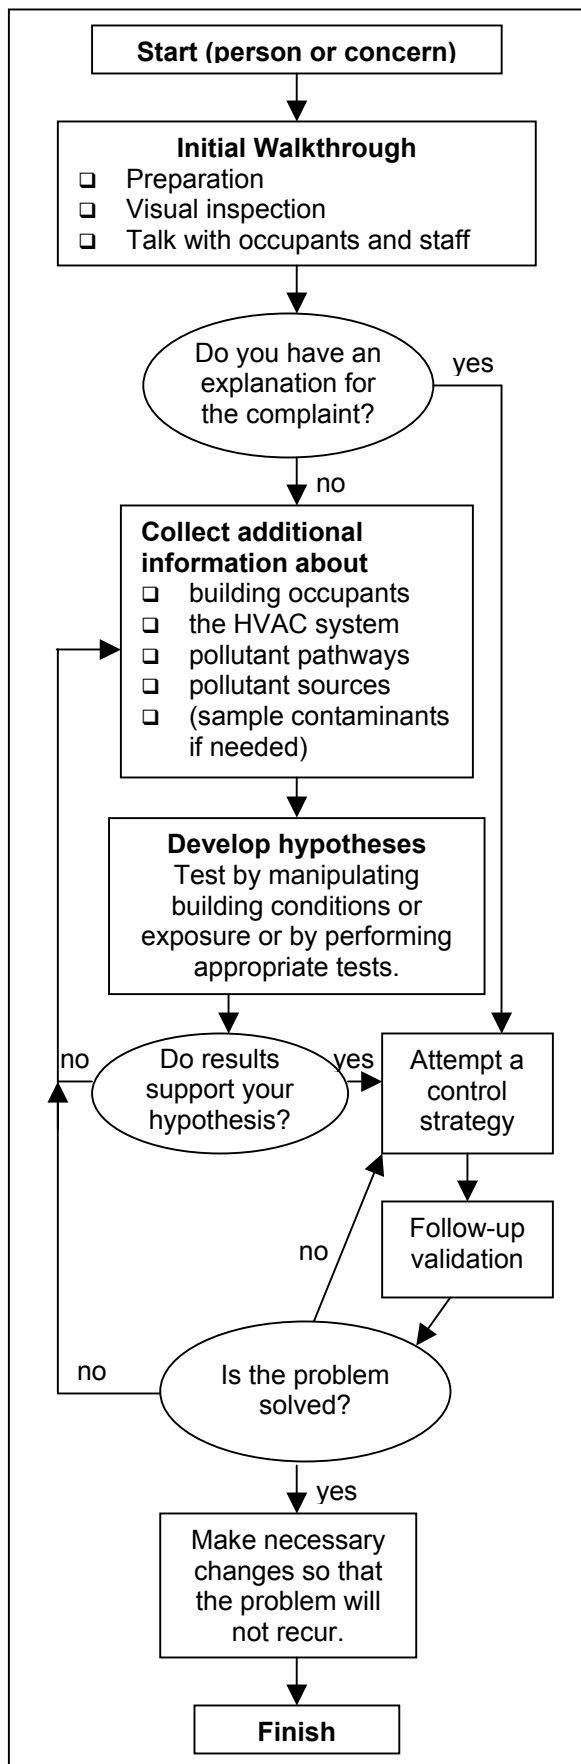 Start (person or concern)
Initial Walkthrough
❑ Preparation
❑ Visual inspection
❑ Talk with occupants and staff
Do you have an
explanation for
the complaint?
yes
no
Collect additional
information about
❑ building occupants
❑ the HVAC system
❑ pollutant pathways
❑ pollutant sources
❑ (sample contaminants
if needed)
Develop hypotheses
Test by manipulating
building conditions or
exposure or by performing
appropriate tests.
no
Do results
support your
hypothesis?
yes
Attempt a
control
strategy
Follow-up
validation
no
no
Is the problem
solved?
yes
Make necessary
changes so that
the problem will
not recur.
Finish